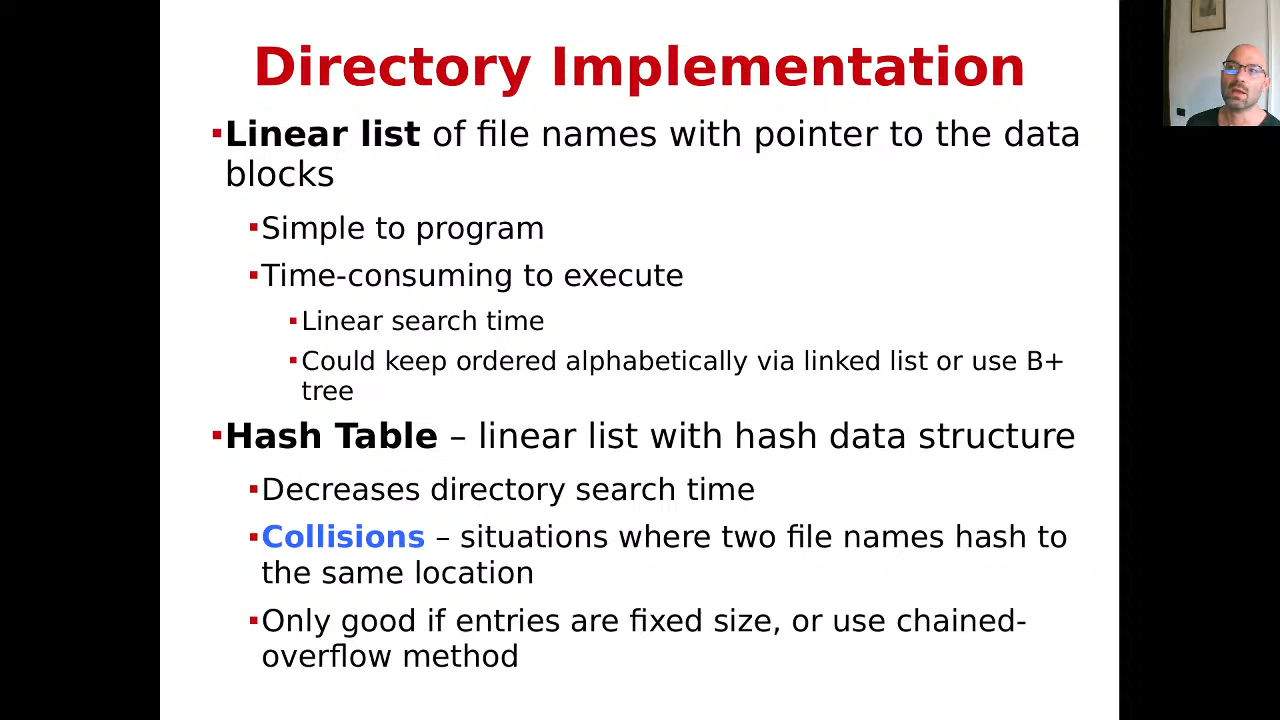 Directory Implementation
▪Linear list of file names with pointer to the data
blocks
▪Simple to program
▪Time-consuming to execute
▪Linear search time
▪Could keep ordered alphabetically via linked list or use B+
tree
▪Hash Table – linear list with hash data structure
▪Decreases directory search time
▪Collisions – situations where two file names hash to
the same location
▪Only good if entries are fixed size, or use chained-
overflow method